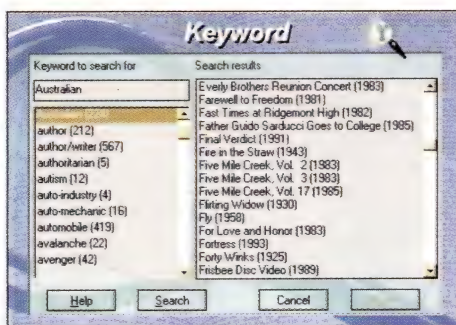 Keyword
Keyword to search for
Australian
author (212)
author/writer (567)
authoritarian (5)
autism (12)
auto-industry (4)
auto-mechanic (16)
automobile (419)
avalanche (22)
avenger (42)
Search results
Everly Brothers Reunion Concert (1983)
Farewell to Freedom (1981)
Fast Times at Ridgemont High (1982)
Father Guido Sarducci Goes to College (1985)
Final Verdict (1991)
Fire in the Straw (1943)
Five Mile Creek, Vol. 2 (1983)
Five Mile Creek, Vol. 3 (1983)
Five Mile Creek, Vol. 17 (1985)
Flirting Widow (1930)
Fly (1958)
For Love and Honor (1983)
Fortress (1993)
Forty Winks (1925)
Frisbee Disc Video (1989)
Help
Search
Cancel